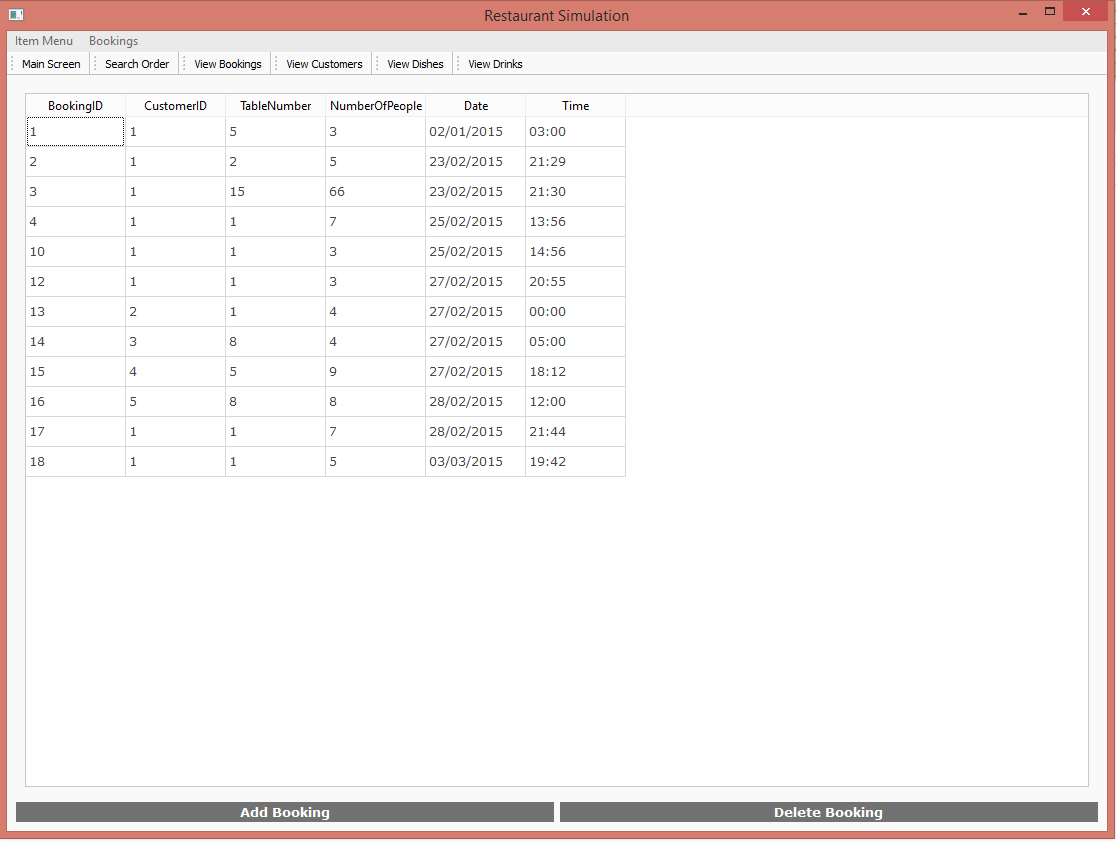 Restaurant Simulation
Item Menu Bookings
Main Screen Search Order View Bookings View Customers View Dishes View Drinks
BookingID CustomerID TableNumber NumberOfPeople Date Time
1 1 5 3 02/01/2015 03:00
2 1 2 5 23/02/2015 21:29
3 1 15 66 23/02/2015 21:30
4 1 1 7 25/02/2015 13:56
10 1 1 3 25/02/2015 14:56
12 1 1 3 27/02/2015 20:55
13 2 1 4 27/02/2015 00:00
14 3 8 4 27/02/2015 05:00
15 4 5 9 27/02/2015 18:12
16 5 8 8 28/02/2015 12:00
17 1 1 7 28/02/2015 21:44
18 1 1 5 03/03/2015 19:42
Add Booking Delete Booking